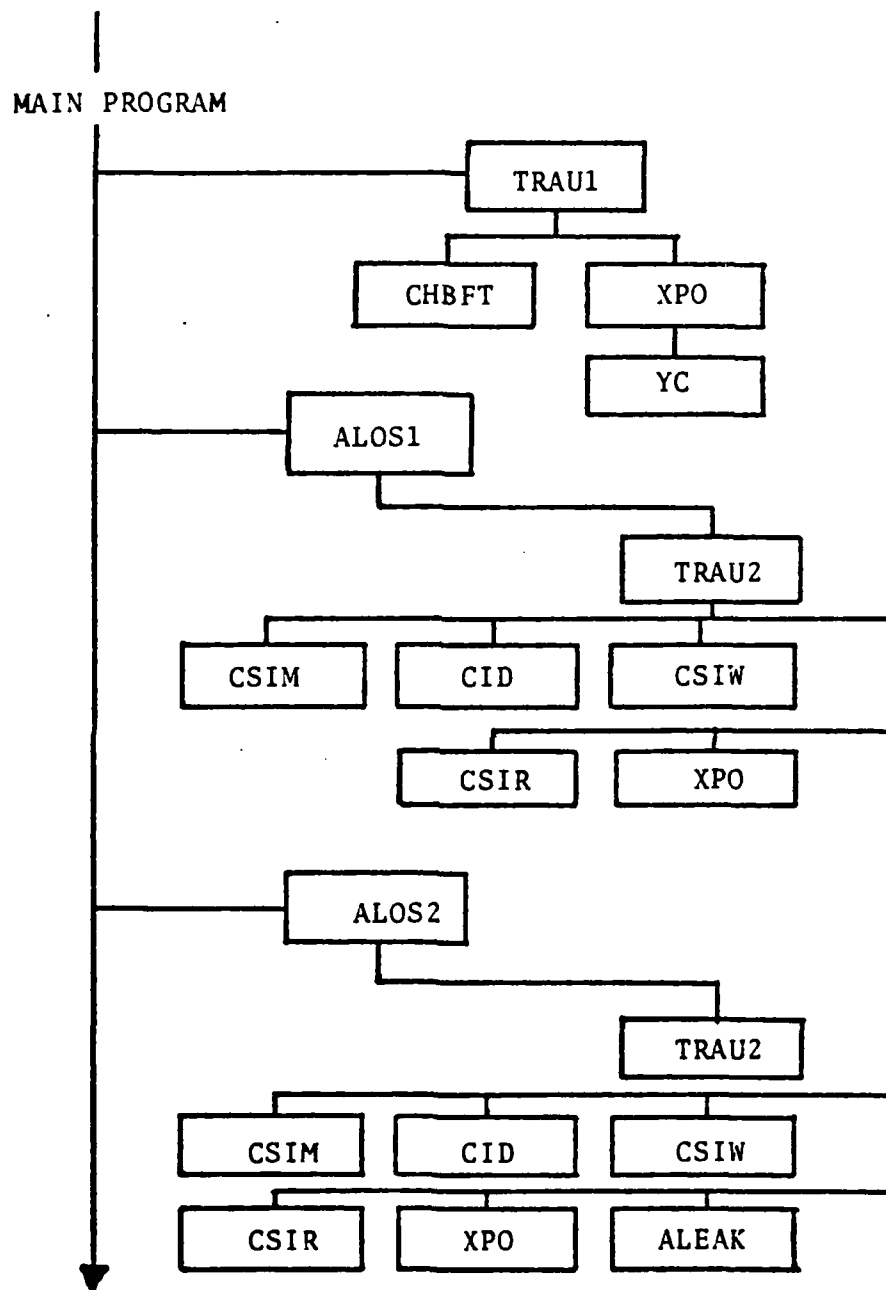 MAIN PROGRAM
TRAU1
CHBFT XPO
YC
ALOS1
TRAU2
CSIM CID CSIW
CSIR XPO
ALOS2
TRAU2
CSIM CID CSIW
CSIR XPO ALEAK